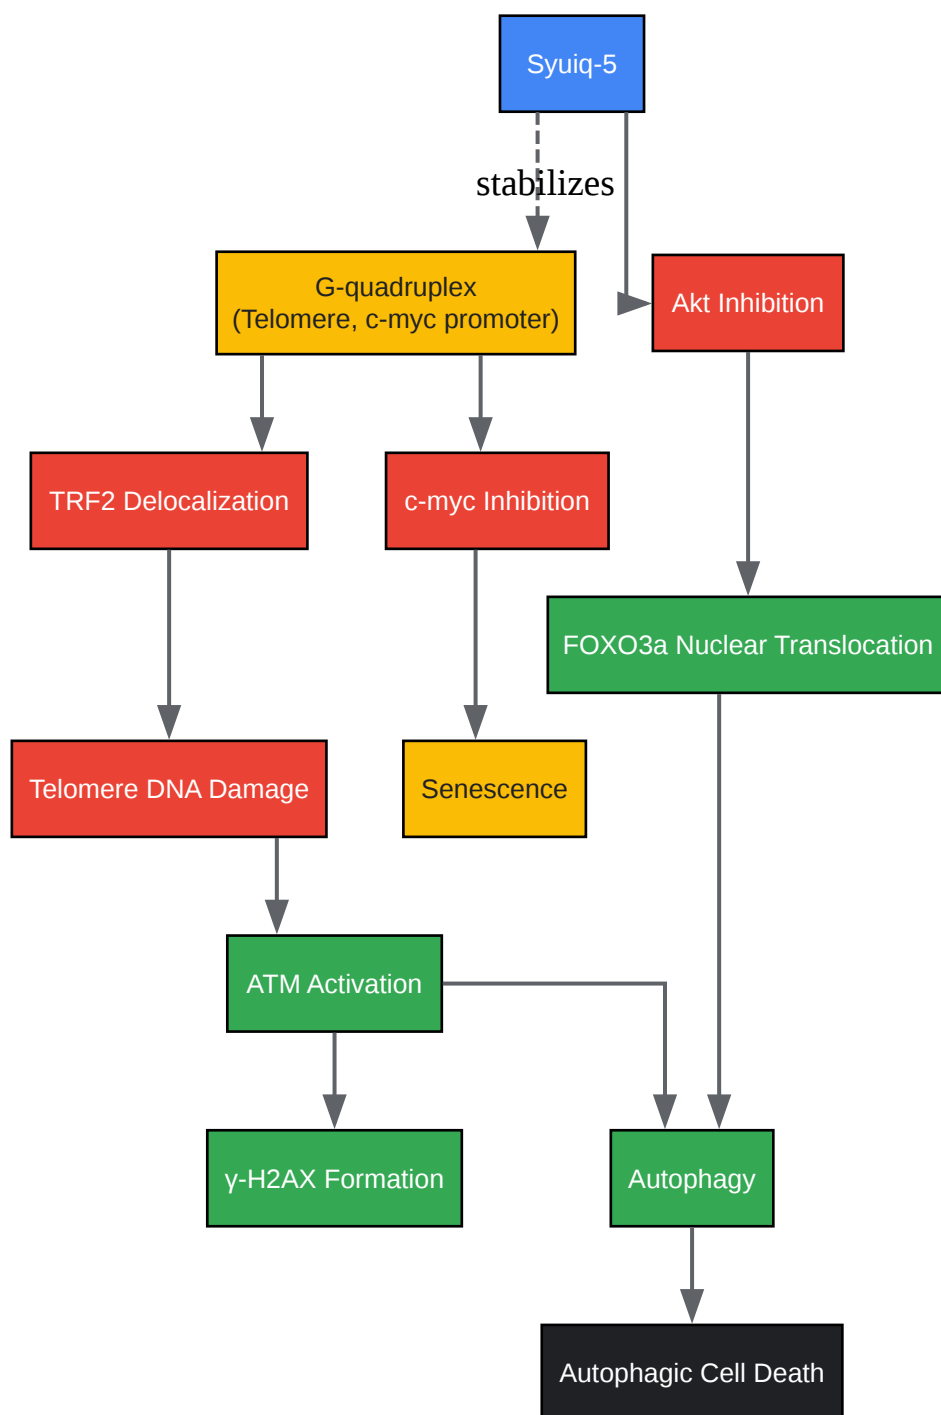 Syuiq-5
stabilizes
G-quadruplex
(Telomere, c-myc promoter)
Akt Inhibition
TRF2 Delocalization
c-myc Inhibition
FOXO3a Nuclear Translocation
Telomere DNA Damage
Senescence
ATM Activation
γ-H2AX Formation
Autophagy
Autophagic Cell Death